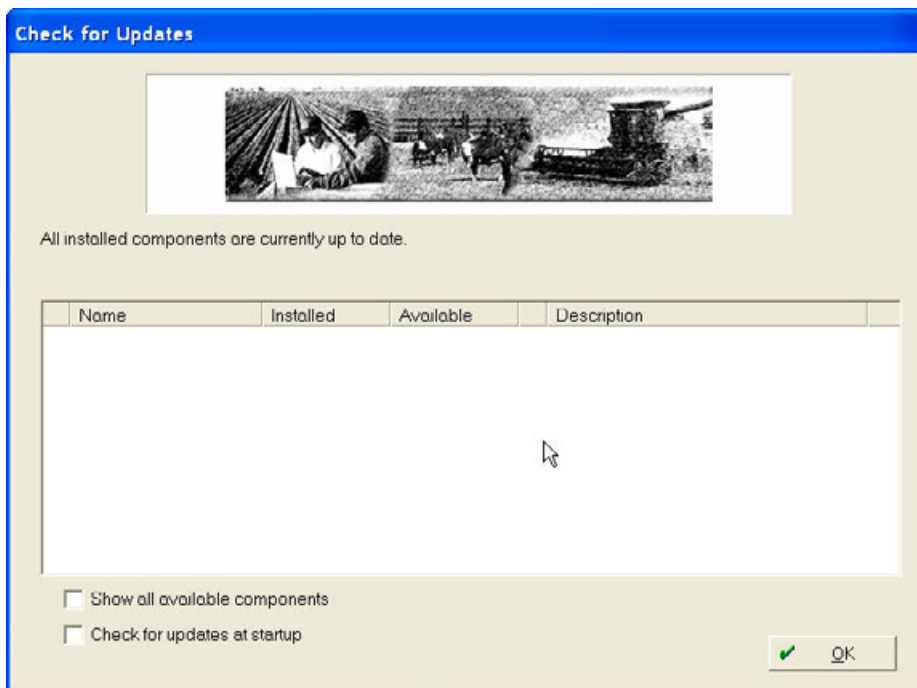 Check for Updates
All installed components are currently up to date.
Name Installed Available Description
Show all available components
Check for updates at startup
OK